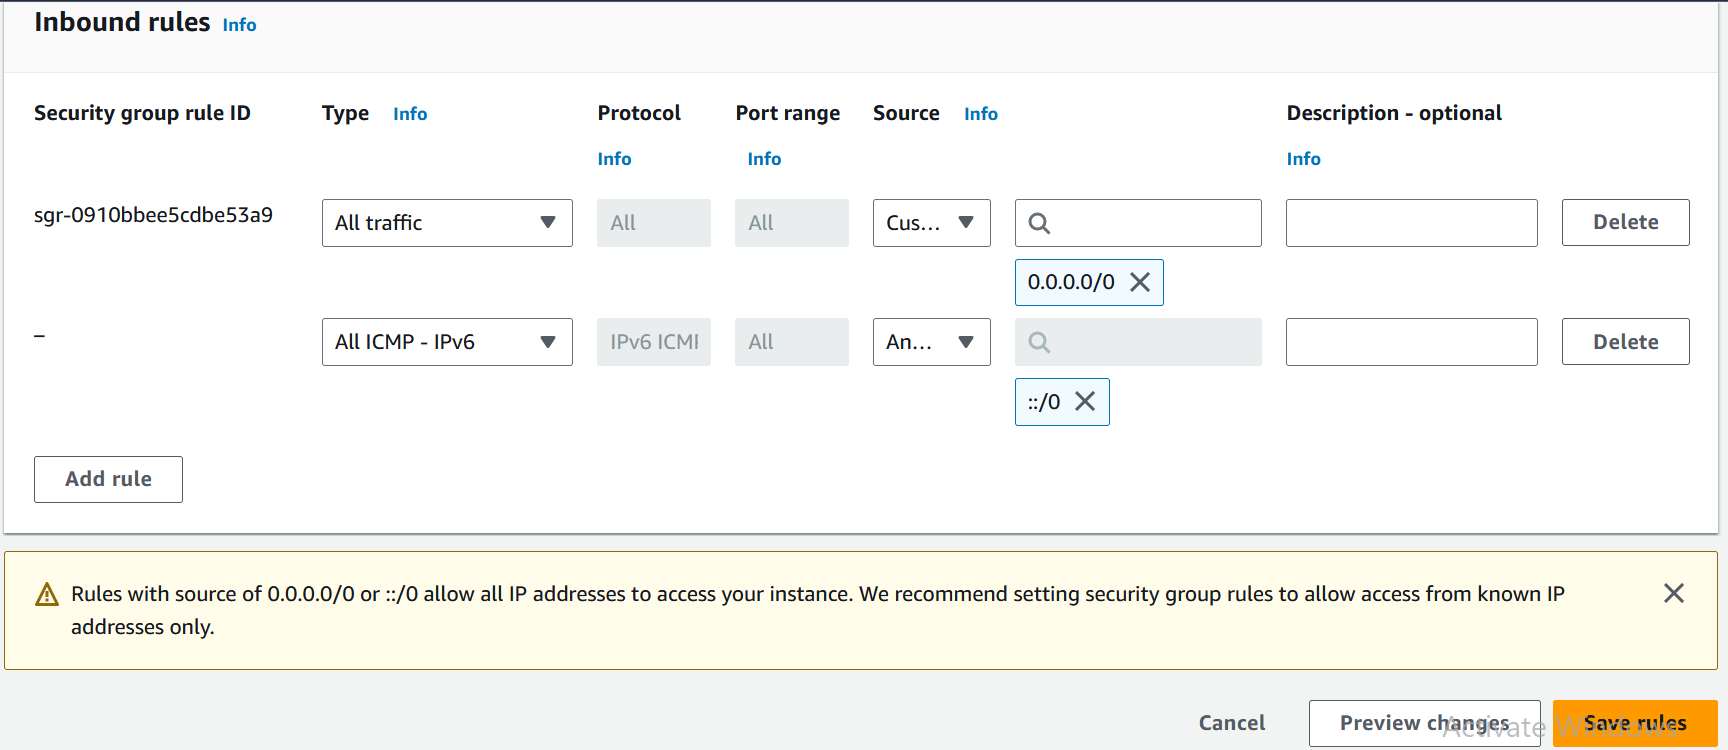 Inbound rules Info
Security group rule ID Type Info Protocol Port range Source Info Description - optional
Info Info Info
sgr-0910bbee5cdbe53a9 All traffic All All Cus... Delete
0.0.0.0/0
– All ICMP - IPv6 IPv6 ICMP All An... Delete
::/0
Add rule
Rules with source of 0.0.0.0/0 or ::/0 allow all IP addresses to access your instance. We recommend setting security group rules to allow access from known IP
addresses only.
Cancel Preview changes Save rules
Activate Windows